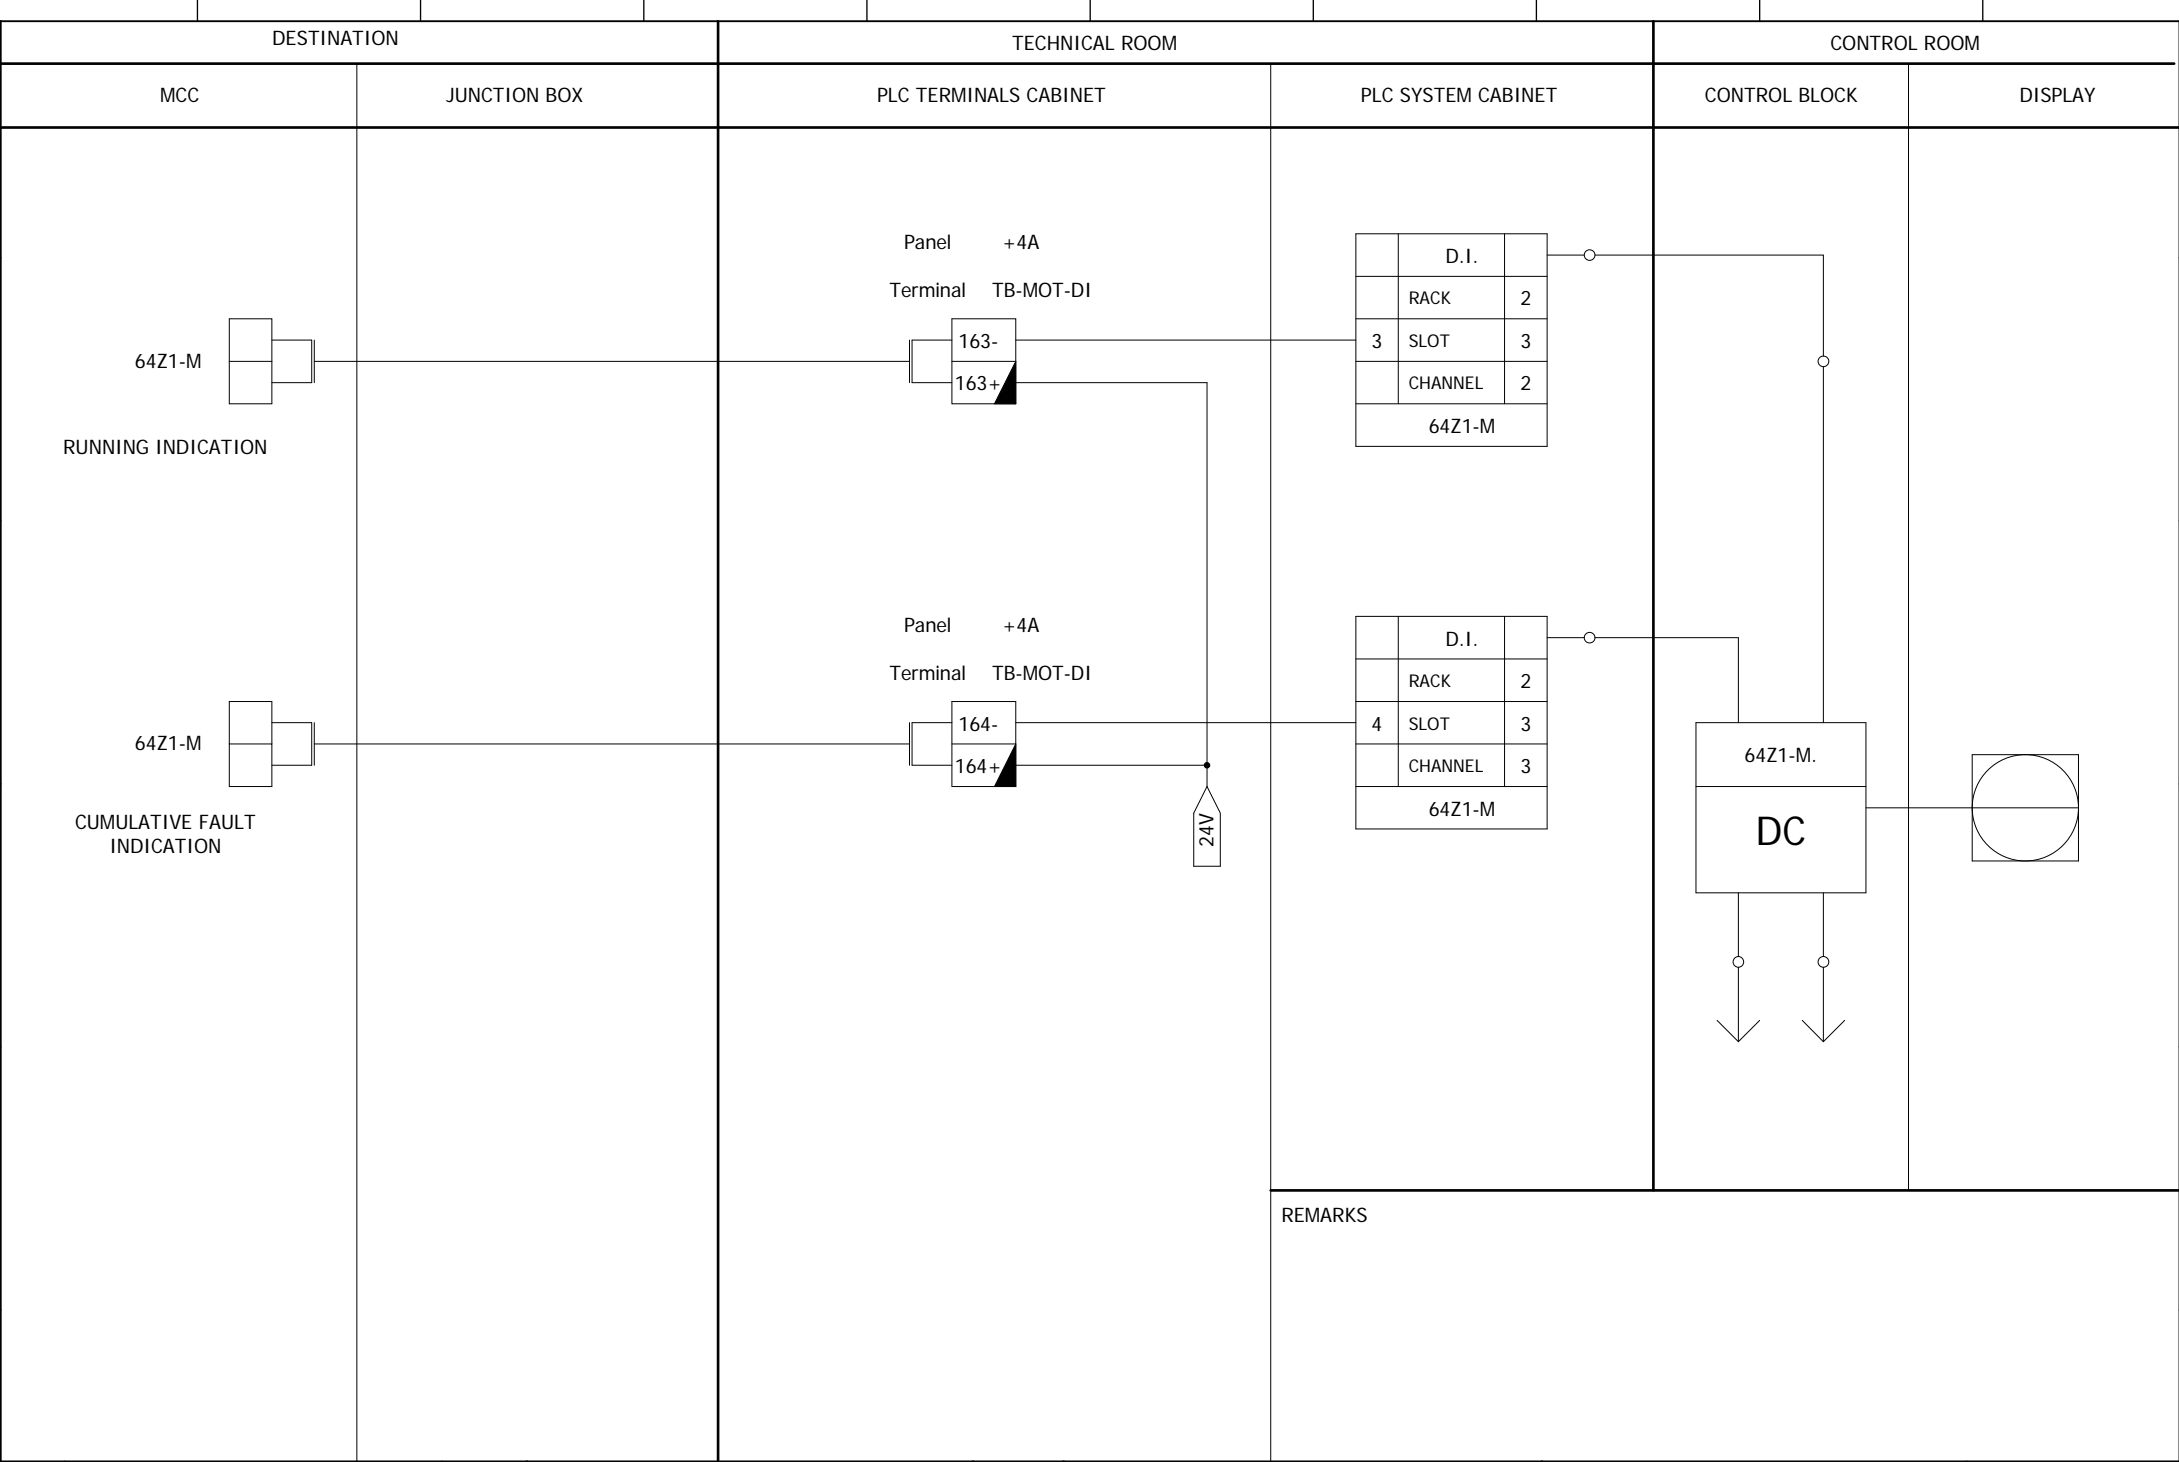 DESTINATION
TECHNICAL ROOM
CONTROL ROOM
MCC
JUNCTION BOX
PLC TERMINALS CABINET
PLC SYSTEM CABINET
CONTROL BLOCK
DISPLAY
Panel +4A
Terminal TB-MOT-DI
64Z1-M
RUNNING INDICATION
163-
163+
D.I.
RACK 2
3 SLOT 3
CHANNEL 2
64Z1-M
Panel +4A
Terminal TB-MOT-DI
64Z1-M
CUMULATIVE FAULT
INDICATION
164-
164+
24V
D.I.
RACK 2
4 SLOT 3
CHANNEL 3
64Z1-M
64Z1-M.
DC
REMARKS